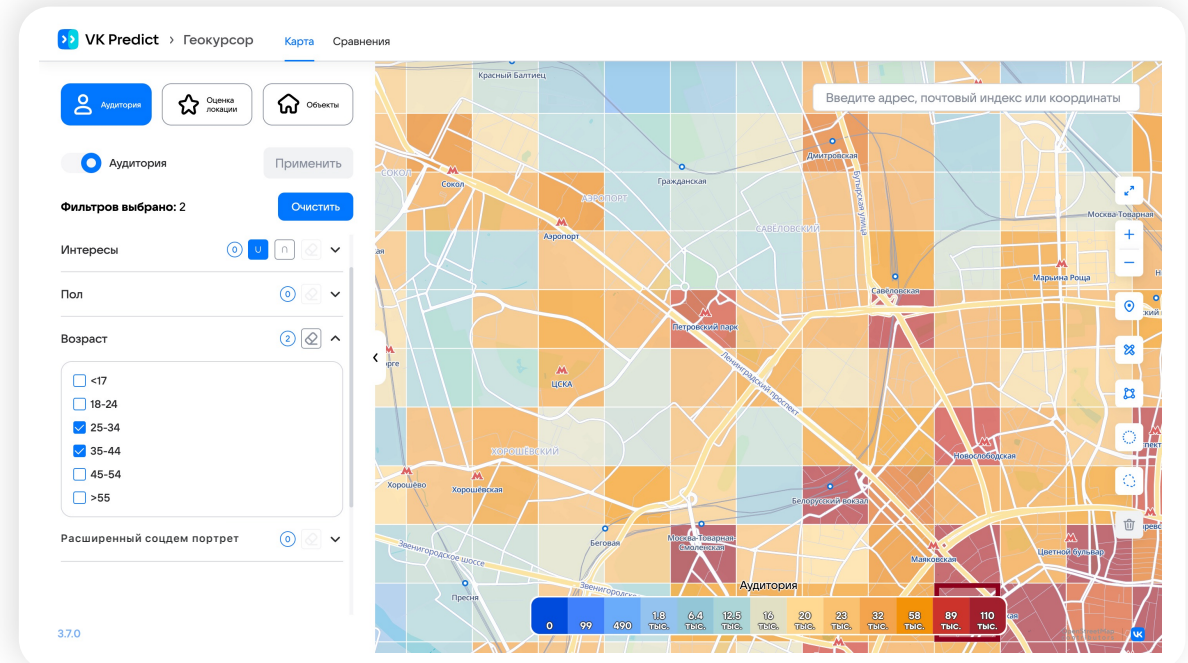 VK Predict › Геокурсор
Карта
Сравнения
Аудитория
Оценка
локации
Объекты
Аудитория
Применить
Фильтров выбрано: 2
Очистить
Интересы
0
Пол
0
Возраст
2
<17
18-24
25-34
35-44
45-54
>55
Расширенный соцдем портрет
0
3.7.0
Введите адрес, почтовый индекс или координаты
Красный Балтиец
Дмитровская
Гражданская
СОКОЛ
Сокол
АЭРОПОРТ
Бутырская улица
Москва-Товарная
Аэропорт
САВЁЛОВСКИЙ
Марьина Роща
Савёловская
Петровский парк
Ленинградский проспект
ЦСКА
ХОРОШЁВСКИЙ
Новослободская
Хорошёво
Хорошёвская
Белорусский вокзал
Беговая
Москва-Товарная-
Смоленская
Звенигородское шоссе
Маяковская
Цветной бульвар
Пресня
Аудитория
0
99
490
1.8
тыс.
6.4
тыс.
12.5
тыс.
16
тыс.
20
тыс.
23
тыс.
32
тыс.
58
тыс.
89
тыс.
110
тыс.